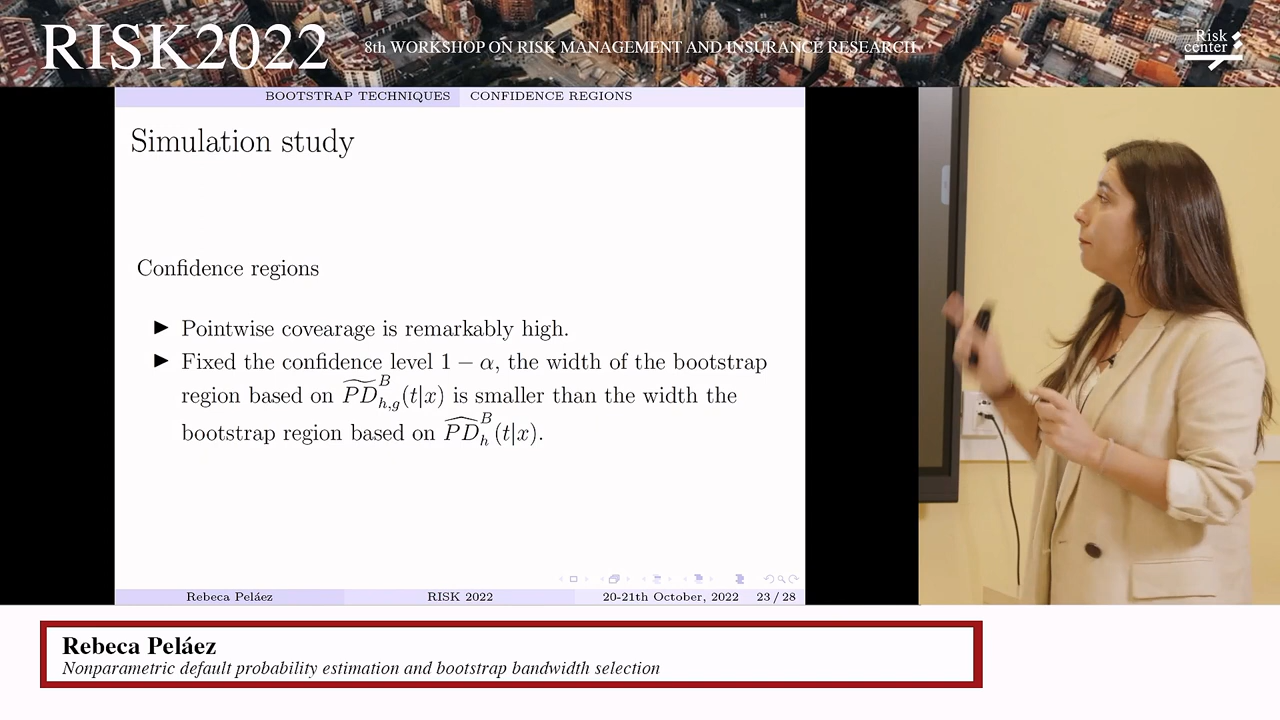 RISK2022
8th WORKSHOP ON RISK MANAGEMENT AND INSURANCE RESEARCH
Risk
center
BOOTSTRAP TECHNIQUES CONFIDENCE REGIONS
Simulation study
Confidence regions
▶ Pointwise covearage is remarkably high.
▶ Fixed the confidence level 1 − α, the width of the bootstrap
region based on $\widetilde{PD}^{B}_{h,g}(t|x)$ is smaller than the width the
bootstrap region based on $\widehat{PD}^{B}_{h}(t|x)$.
Rebeca Peláez RISK 2022 20-21th October, 2022 23 / 28
Rebeca Peláez
Nonparametric default probability estimation and bootstrap bandwidth selection